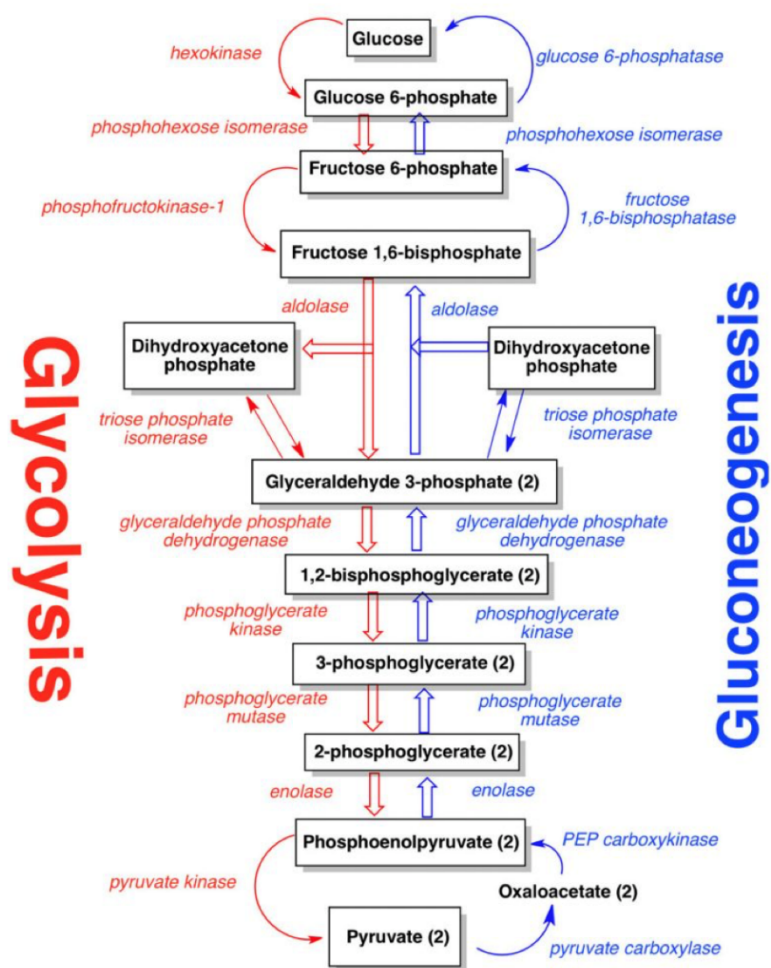 Glucose
hexokinase
glucose 6-phosphatase
Glucose 6-phosphate
phosphohexose isomerase
phosphohexose isomerase
Fructose 6-phosphate
phosphofructokinase-1
fructose
1,6-bisphosphatase
Fructose 1,6-bisphosphate
aldolase
aldolase
Dihydroxyacetone
phosphate
Dihydroxyacetone
phosphate
triose phosphate
isomerase
triose phosphate
isomerase
Glycolysis
Gluconeogenesis
Glyceraldehyde 3-phosphate (2)
glyceraldehyde phosphate
dehydrogenase
glyceraldehyde phosphate
dehydrogenase
1,2-bisphosphoglycerate (2)
phosphoglycerate
kinase
phosphoglycerate
kinase
3-phosphoglycerate (2)
phosphoglycerate
mutase
phosphoglycerate
mutase
2-phosphoglycerate (2)
enolase
enolase
Phosphoenolpyruvate (2)
PEP carboxykinase
pyruvate kinase
Oxaloacetate (2)
Pyruvate (2)
pyruvate carboxylase